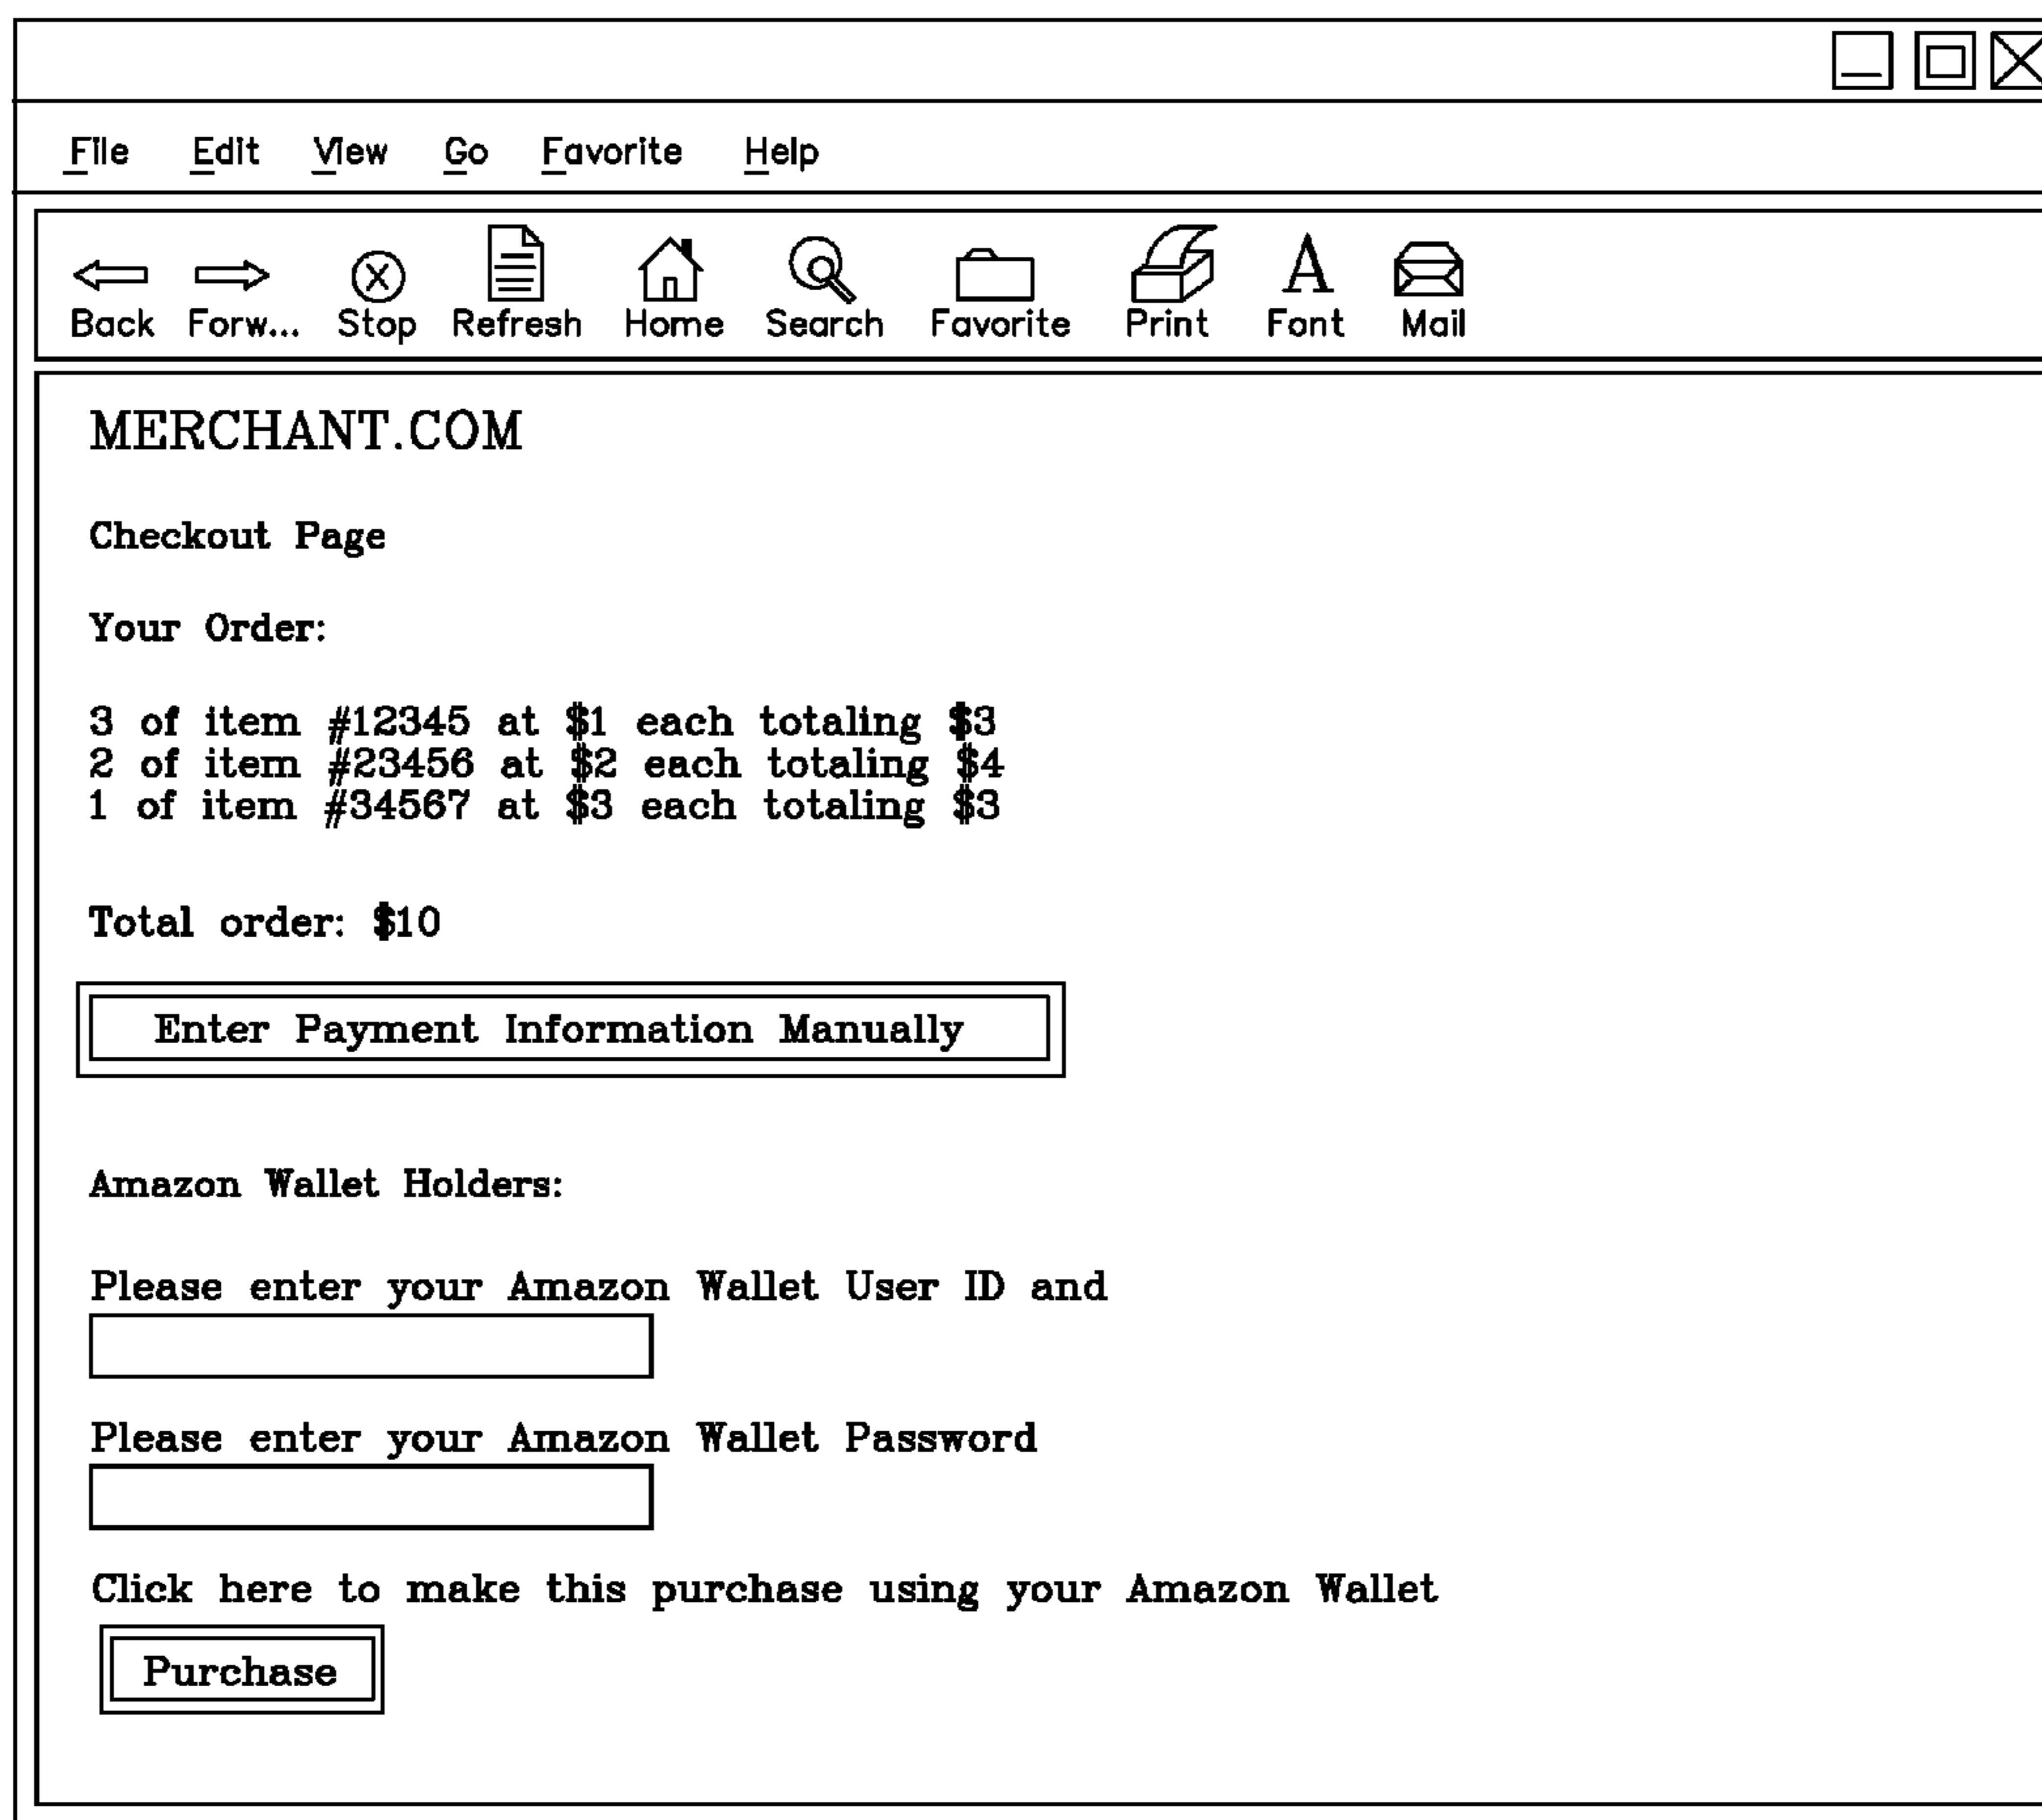 File Edit View Go Favorite Help
Back Forw... Stop Refresh Home Search Favorite Print Font Mail
MERCHANT.COM
Checkout Page
Your Order:
3 of item #12345 at $1 each totaling $3
2 of item #23456 at $2 each totaling $4
1 of item #34567 at $3 each totaling $3
Total order: $10
Enter Payment Information Manually
Amazon Wallet Holders:
Please enter your Amazon Wallet User ID and
Please enter your Amazon Wallet Password
Click here to make this purchase using your Amazon Wallet
Purchase